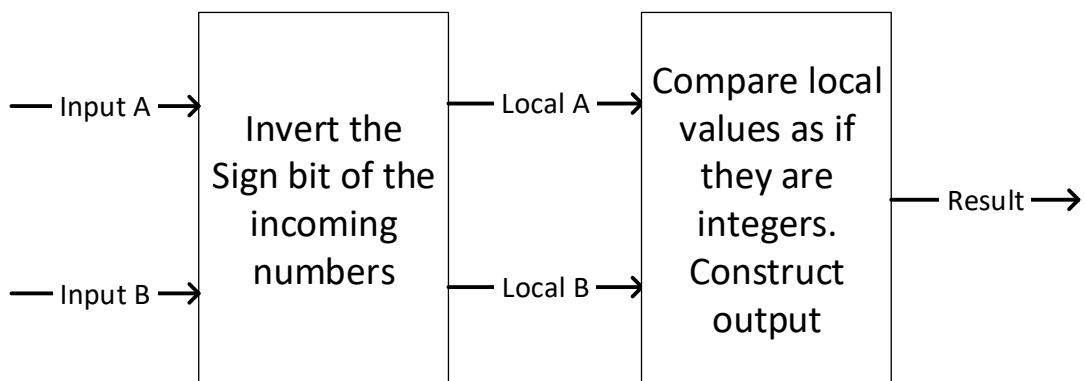 Input A
Input B
Invert the
Sign bit of the
incoming
numbers
Local A
Local B
Compare local
values as if
they are
integers.
Construct
output
Result